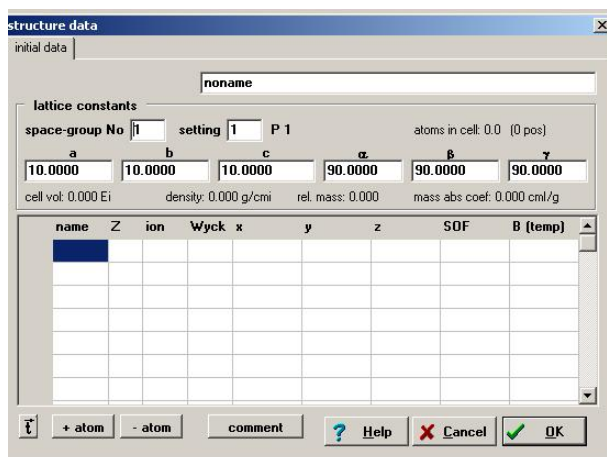 structure data
initial data
noname
lattice constants
space-group No 1 setting 1 P 1 atoms in cell: 0.0 (0 pos)
a b c α β γ
10.0000 10.0000 10.0000 90.0000 90.0000 90.0000
cell vol: 0.000 Ei density: 0.000 g/cmi rel. mass: 0.000 mass abs coef: 0.000 cml/g
name Z ion Wyck x y z SOF B (temp)
t + atom - atom comment ? Help Cancel OK